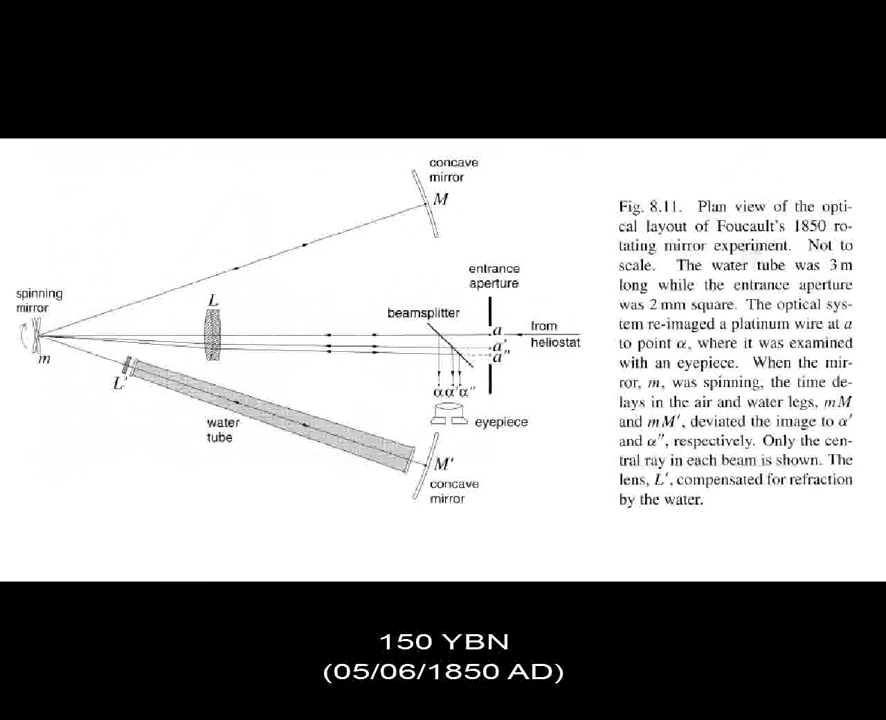 concave
mirror
M
entrance
aperture
spinning
mirror
L
beamsplitter
a
from
heliostat
a'
a"
m
L'
α α' α"
eyepiece
water
tube
M'
concave
mirror
Fig. 8.11. Plan view of the opti-
cal layout of Foucault's 1850 ro-
tating mirror experiment. Not to
scale. The water tube was 3 m
long while the entrance aperture
was 2 mm square. The optical sys-
tem re-imaged a platinum wire at a
to point α, where it was examined
with an eyepiece. When the mir-
ror, m, was spinning, the time de-
lays in the air and water legs, mM
and mM', deviated the image to α'
and α", respectively. Only the cen-
tral ray in each beam is shown. The
lens, L', compensated for refraction
by the water.
150 YBN
(05/06/1850 AD)